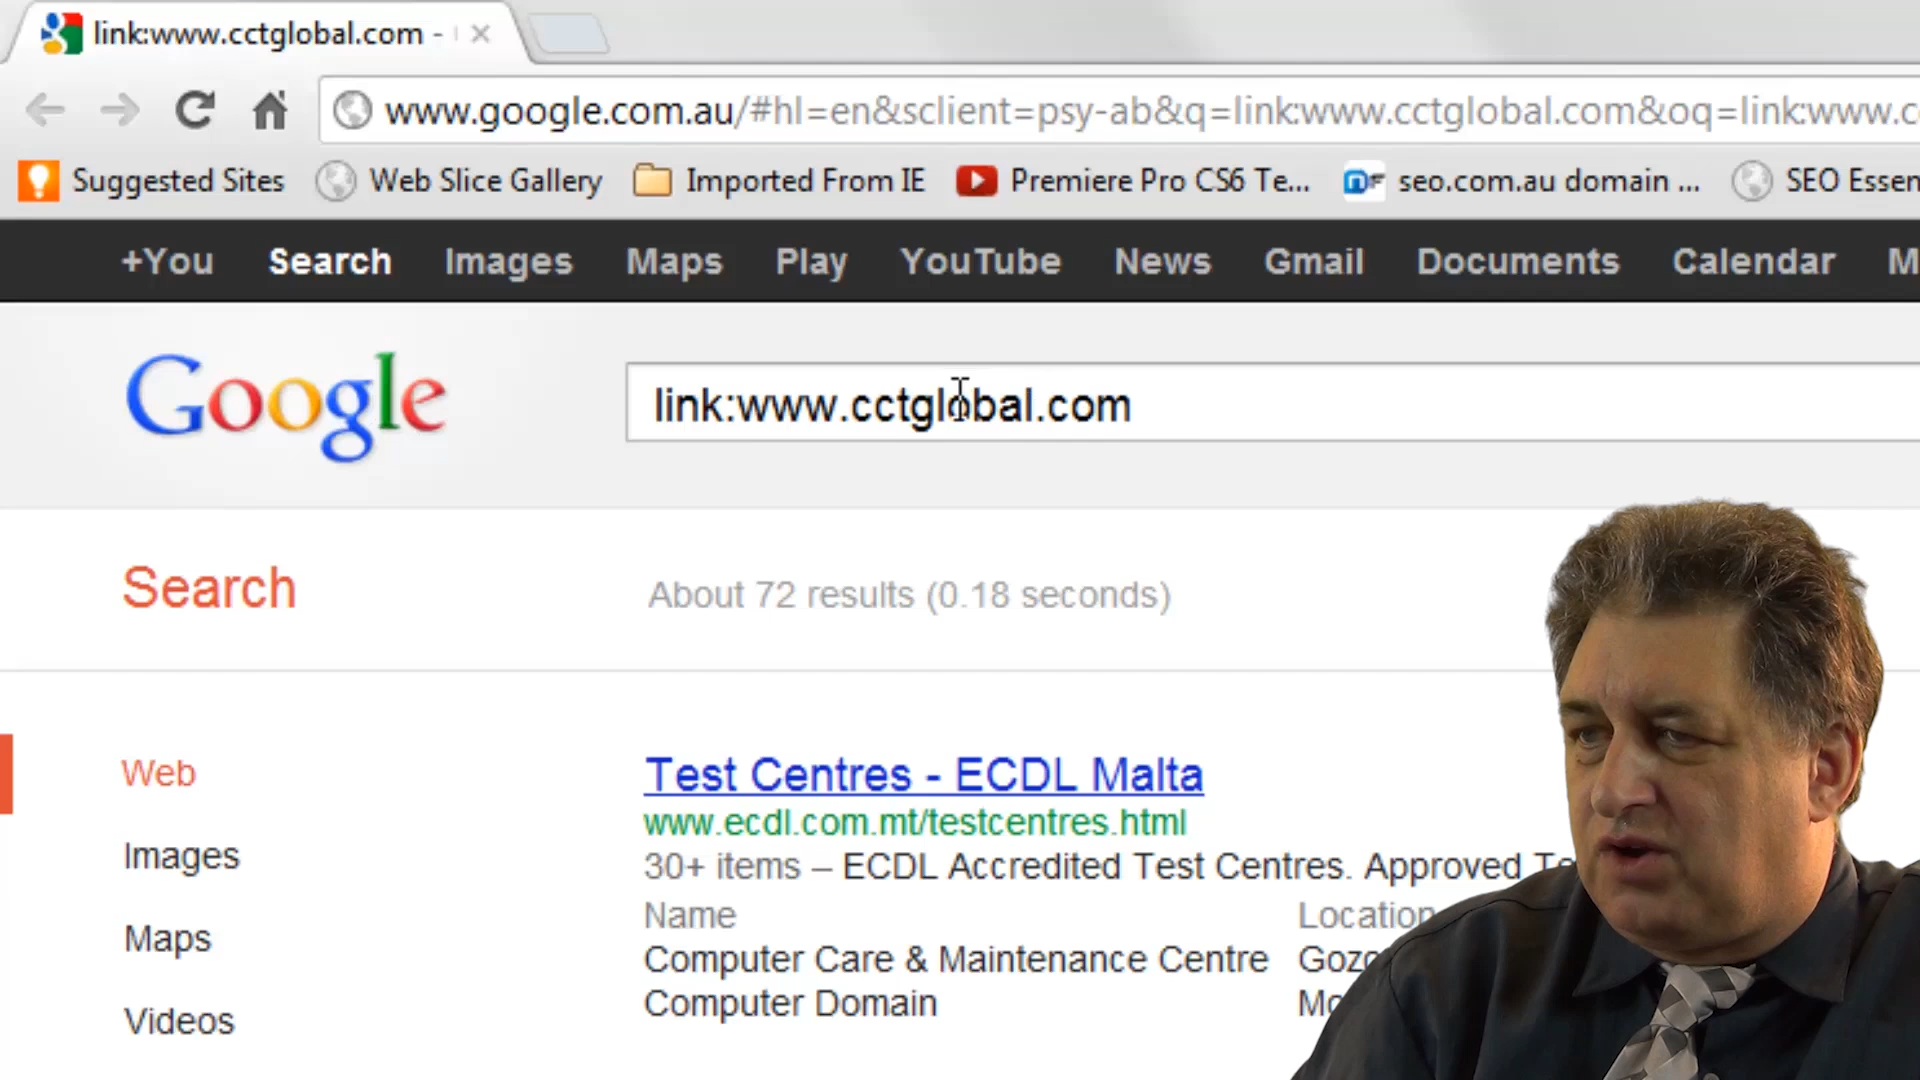 link:www.cctglobal.com -
www.google.com.au/#hl=en&sclient=psy-ab&q=link:www.cctglobal.com&oq=link:www.c
Suggested Sites Web Slice Gallery Imported From IE Premiere Pro CS6 Te... seo.com.au domain ... SEO Essen
+You Search Images Maps Play YouTube News Gmail Documents Calendar M
Google link:www.cctglobal.com
Search About 72 results (0.18 seconds)
Web
Images
Maps
Videos
Test Centres - ECDL Malta
www.ecdl.com.mt/testcentres.html
30+ items – ECDL Accredited Test Centres. Approved Te
Name Location
Computer Care & Maintenance Centre Gozo
Computer Domain Mo